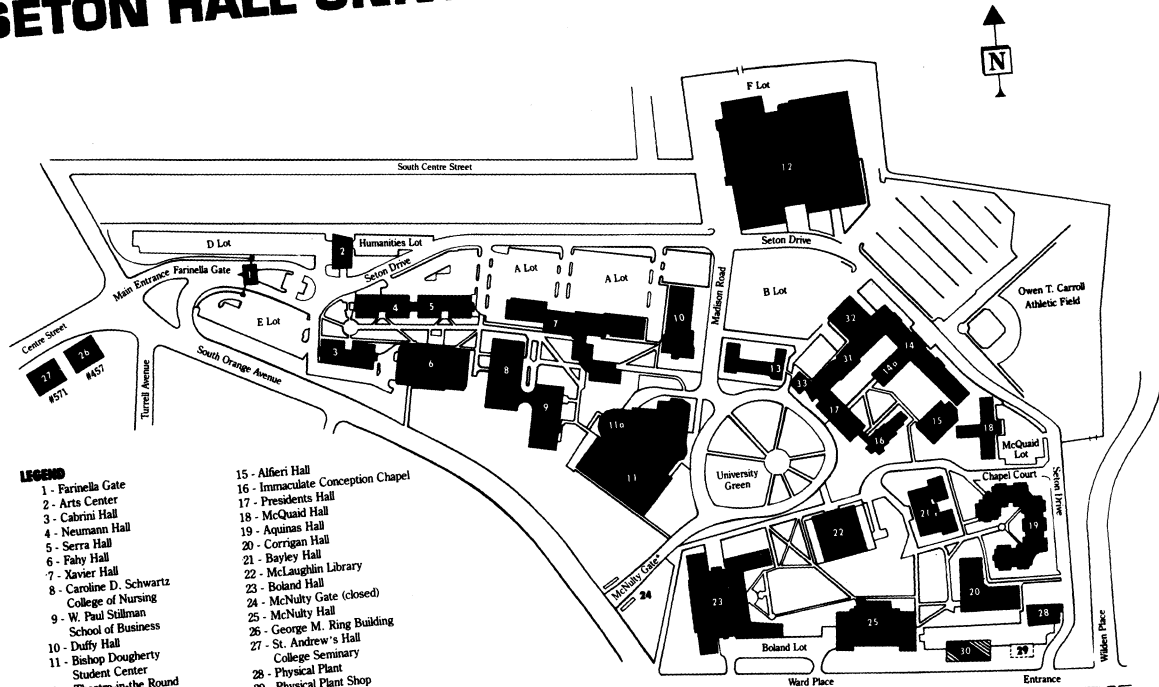 SETON HALL
N
F Lot
12
South Centre Street
D Lot
2
Humanities Lot
Seton Drive
Seton Drive
Main Entrance
Farinella Gate
A Lot
A Lot
Madison Road
B Lot
Owen T. Carroll
Athletic Field
E Lot
4
5
7
10
32
14
31
14a
13
33
Centre Street
27
26
#571
#457
Turrell Avenue
South Orange Avenue
3
6
8
9
11a
11
17
16
15
18
McQuaid
Lot
University
Green
Chapel Court
Seton Drive
21
19
22
McNulty Gate*
24
23
25
20
28
30
29
Boland Lot
Ward Place
Entrance
Wilden Place
LEGEND
1 - Farinella Gate
2 - Arts Center
3 - Cabrini Hall
4 - Neumann Hall
5 - Serra Hall
6 - Fahy Hall
7 - Xavier Hall
8 - Caroline D. Schwartz
College of Nursing
9 - W. Paul Stillman
School of Business
10 - Duffy Hall
11 - Bishop Dougherty
Student Center
Theatre-in-the Round
15 - Alfieri Hall
16 - Immaculate Conception Chapel
17 - Presidents Hall
18 - McQuaid Hall
19 - Aquinas Hall
20 - Corrigan Hall
21 - Bayley Hall
22 - McLaughlin Library
23 - Boland Hall
24 - McNulty Gate (closed)
25 - McNulty Hall
26 - George M. Ring Building
27 - St. Andrew's Hall
College Seminary
28 - Physical Plant
29 - Physical Plant Shop